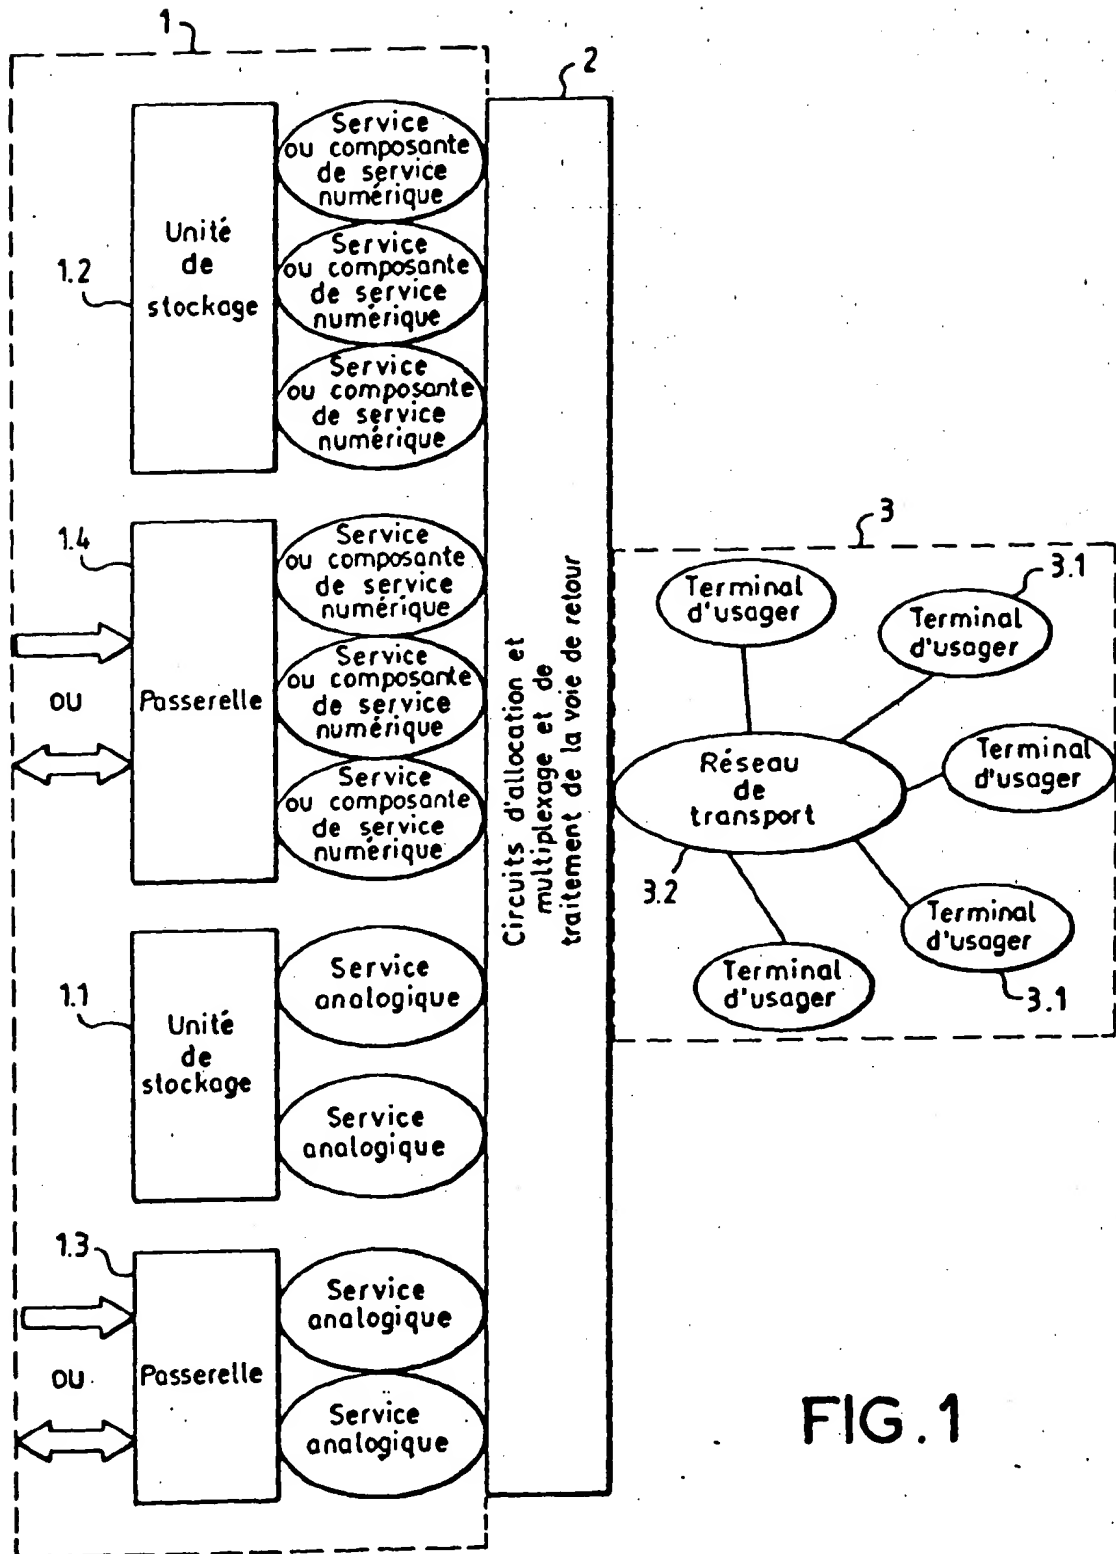 1
2
1.2
Unité
de
stockage
Service
ou composante
de service
numérique
Service
ou composante
de service
numérique
Service
ou composante
de service
numérique
1.4
ou
Passerelle
Service
ou composante
de service
numérique
Service
ou composante
de service
numérique
Service
ou composante
de service
numérique
1.1
Unité
de
stockage
Service
analogique
Service
analogique
1.3
ou
Passerelle
Service
analogique
Service
analogique
Circuits d'allocation et
multiplexage et de
traitement de la voie de retour
3
Terminal
d'usager
3.1
Terminal
d'usager
Terminal
d'usager
Réseau
de
transport
3.2
Terminal
d'usager
3.1
Terminal
d'usager
FIG.1